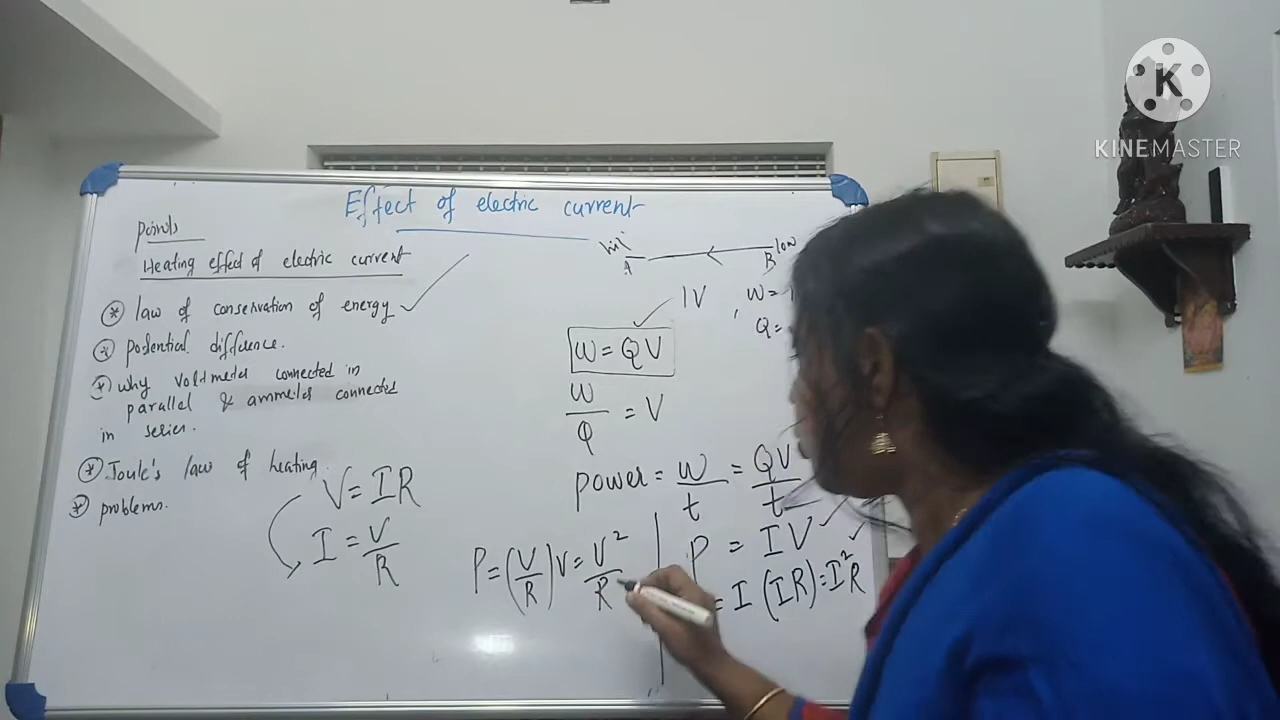 Effect of electric current
points
Heating effect of electric current
* law of conservation of energy ✓
* potential difference.
* why voltmeter connected in
parallel & ammeter connected
in series.
* Joule's law of heating.
* problems.
V = IR
I = V/R
low
A
B
1V
W =
Q =
W = QV
W/Q = V
power = W/t = QV/t
P = IV ✓
= I (IR) = I²R
P = (V/R) V = V²/R
K
KINEMASTER